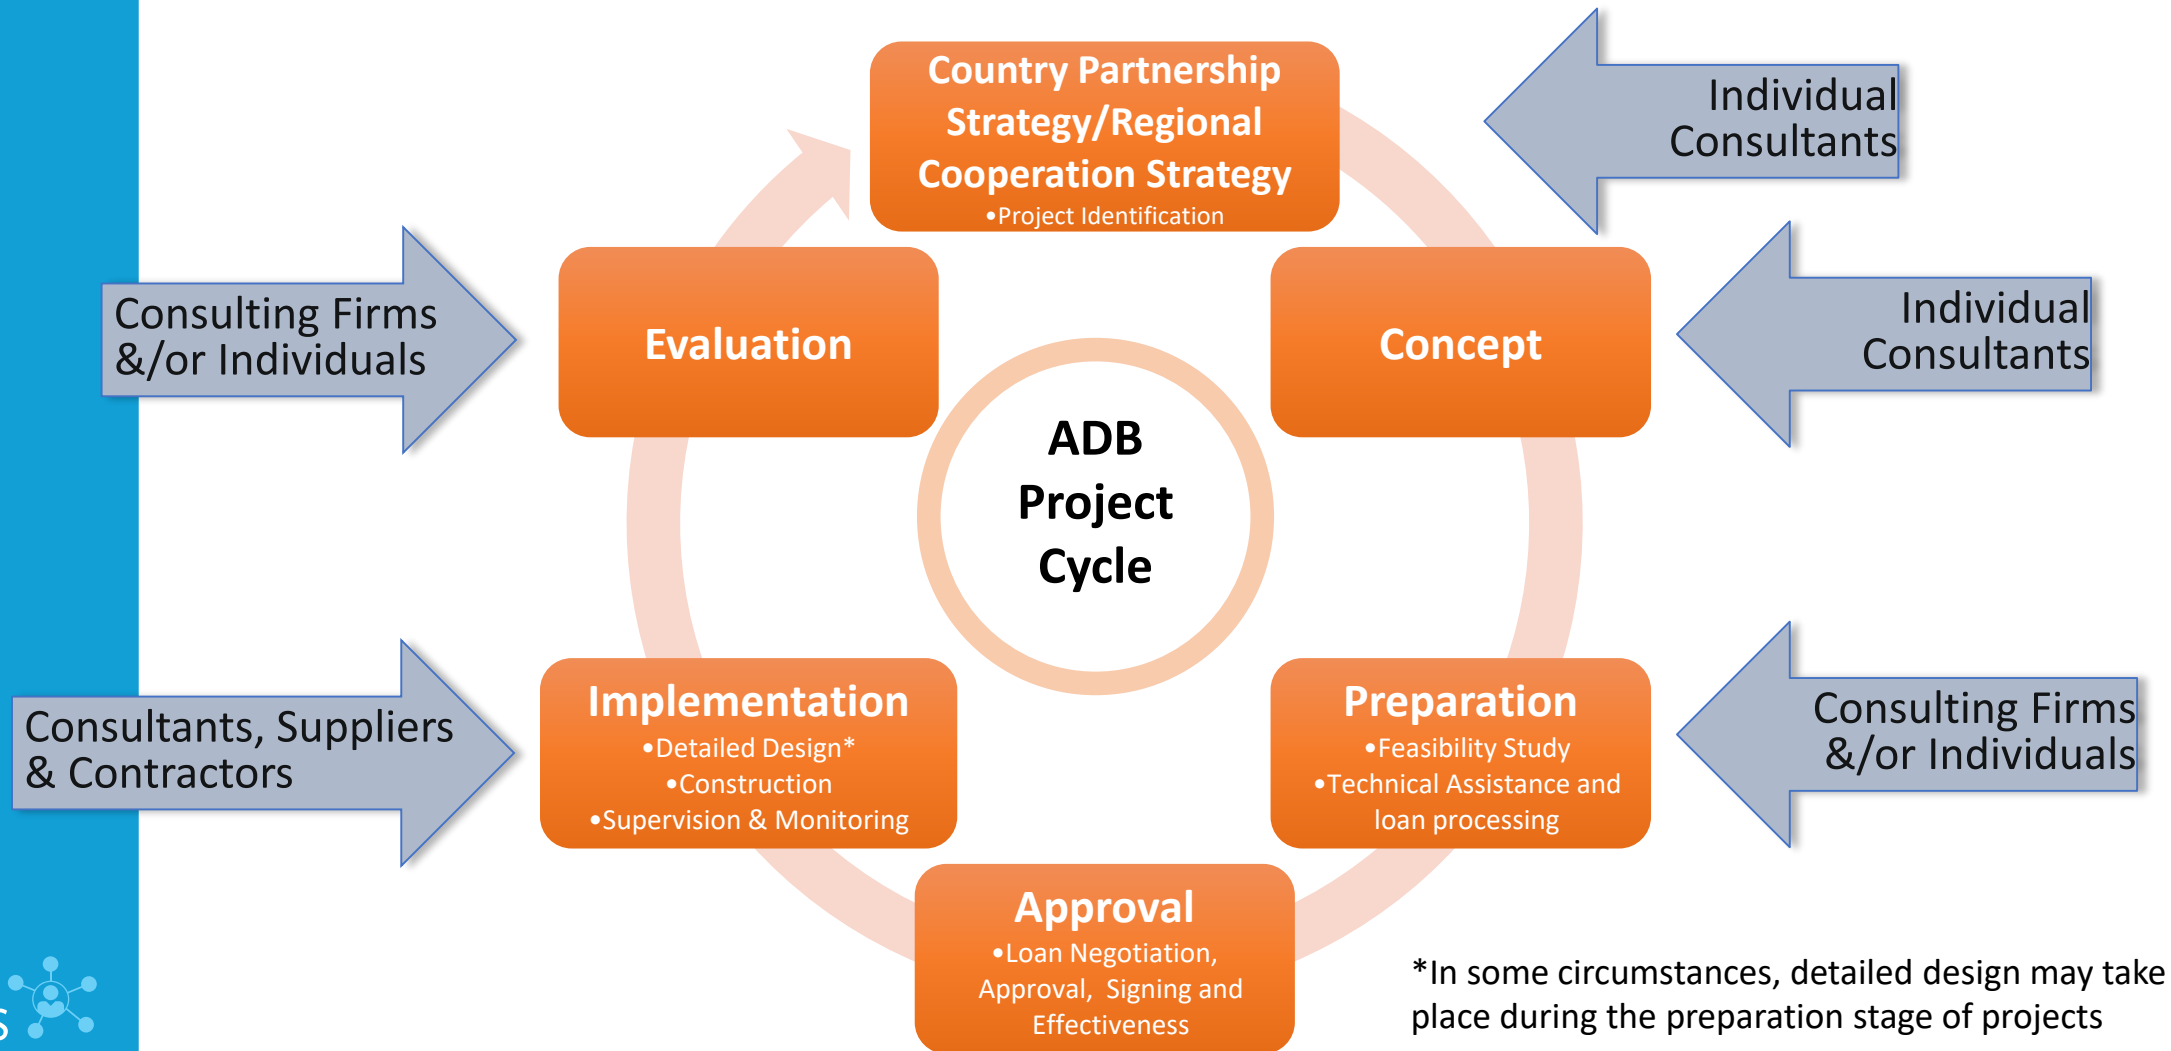 Country Partnership
Strategy/Regional
Cooperation Strategy
•Project Identification
Individual
Consultants
Concept
Individual
Consultants
Preparation
•Feasibility Study
•Technical Assistance and
loan processing
Consulting Firms
&/or Individuals
Approval
•Loan Negotiation,
Approval, Signing and
Effectiveness
Implementation
•Detailed Design*
•Construction
•Supervision & Monitoring
Consultants, Suppliers
& Contractors
Evaluation
Consulting Firms
&/or Individuals
ADB
Project
Cycle
*In some circumstances, detailed design may take
place during the preparation stage of projects
s